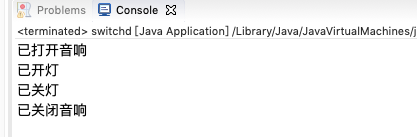 Problems Console
<terminated> switchd [Java Application] /Library/Java/JavaVirtualMachines/j
已打开音响
已开灯
已关灯
已关闭音响